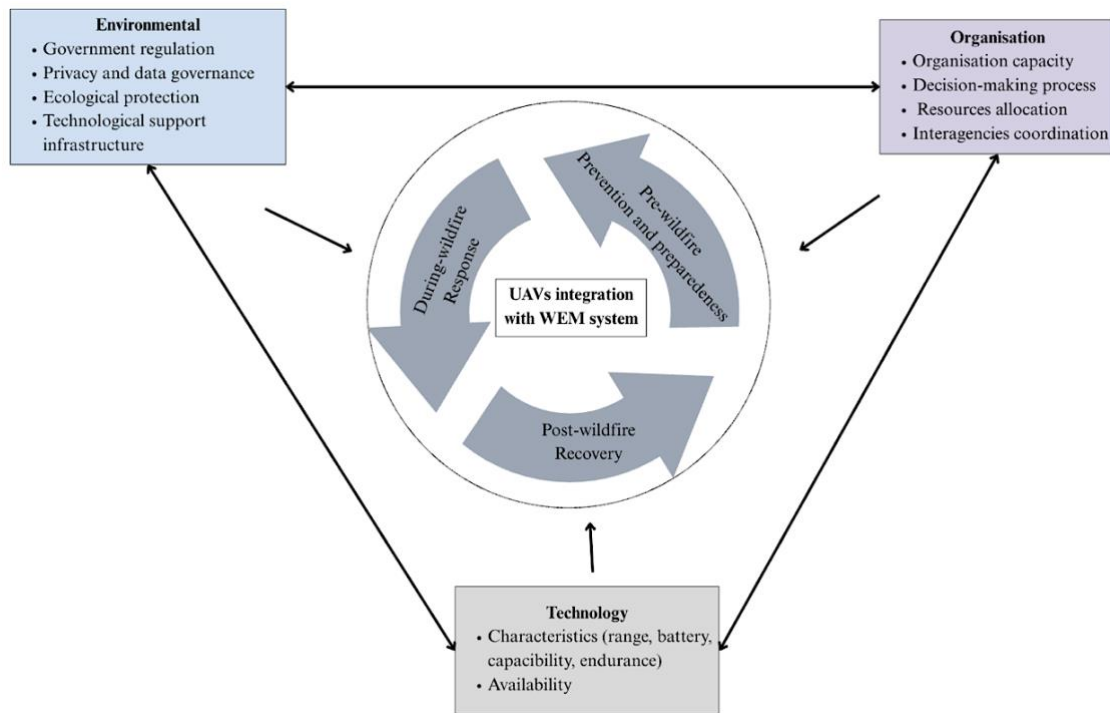 Environmental
• Government regulation
• Privacy and data governance
• Ecological protection
• Technological support
infrastructure
Organisation
• Organisation capacity
• Decision-making process
• Resources allocation
• Interagencies coordination
Pre-wildfire
Prevention and preparedeness
During-wildfire
Response
UAVs integration
with WEM system
Post-wildfire
Recovery
Technology
• Characteristics (range, battery,
capacibility, endurance)
• Availability